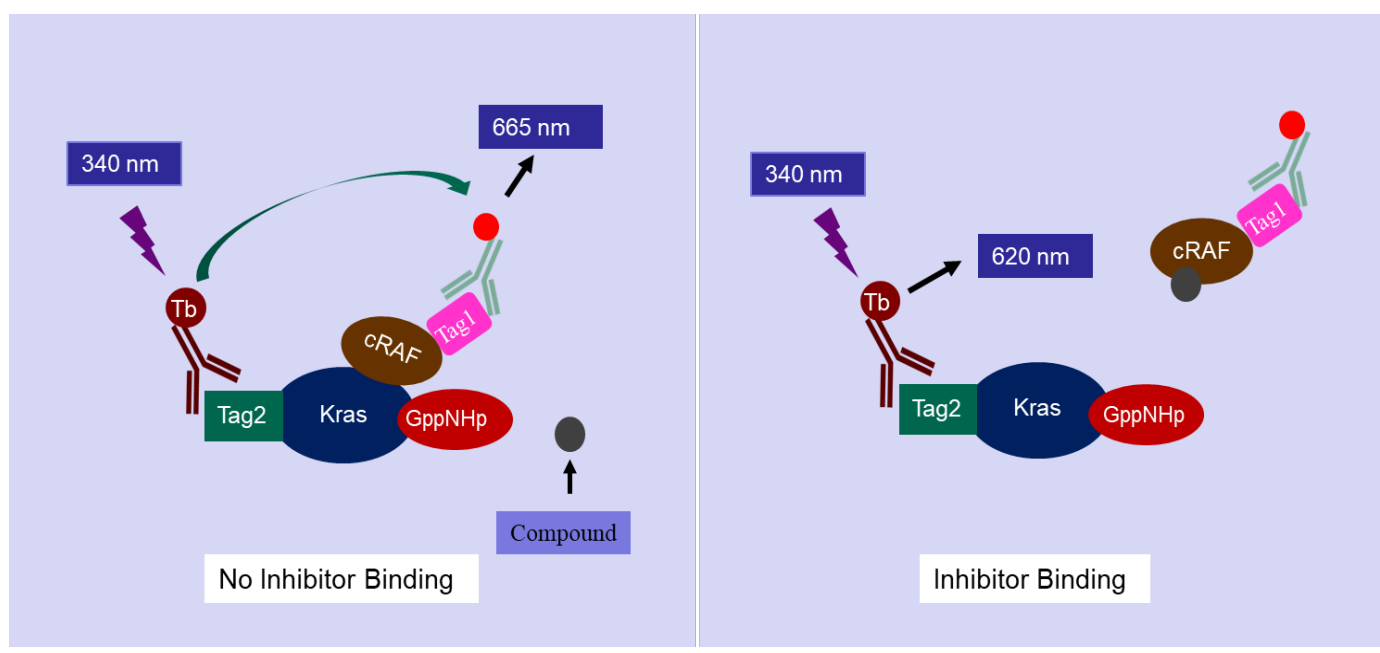 665 nm
340 nm
Tb
Tag1
cRAF
Tag2
Kras
GppNHp
Compound
No Inhibitor Binding
340 nm
Tag1
cRAF
620 nm
Tb
Tag2
Kras
GppNHp
Inhibitor Binding